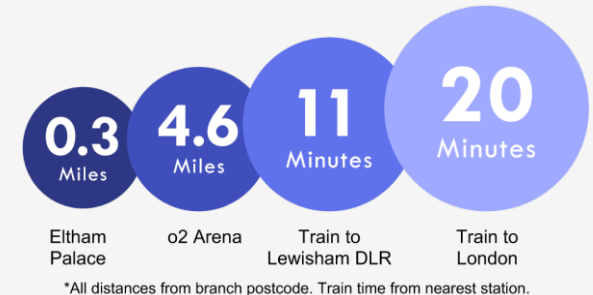 0.3
Miles
4.6
Miles
11
Minutes
20
Minutes
Eltham
Palace
o2 Arena
Train to
Lewisham DLR
Train to
London
*All distances from branch postcode. Train time from nearest station.